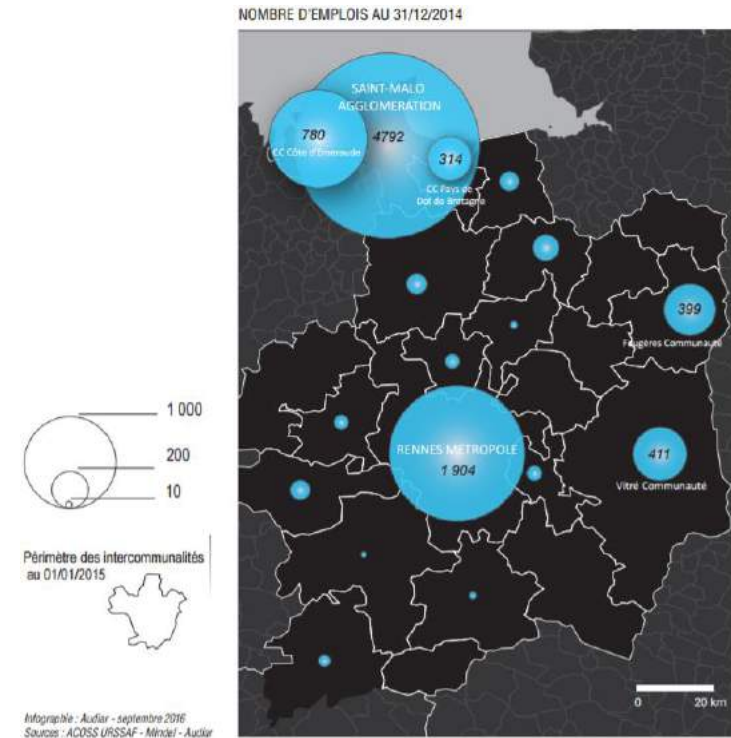 NOMBRE D'EMPLOIS AU 31/12/2014
SAINT-MALO
AGGLOMERATION
780
4792
CC Côte d'Emeraude
314
CC Pays de
Dol de Bretagne
399
Fougères Communauté
1 000
200
10
RENNES METROPOLE
1 904
411
Vitré Communauté
Périmètre des intercommunalités
au 01/01/2015
0 20 km
Infographie : Audiar - septembre 2016
Sources : ACOSS URSSAF - Mindef - Audiar